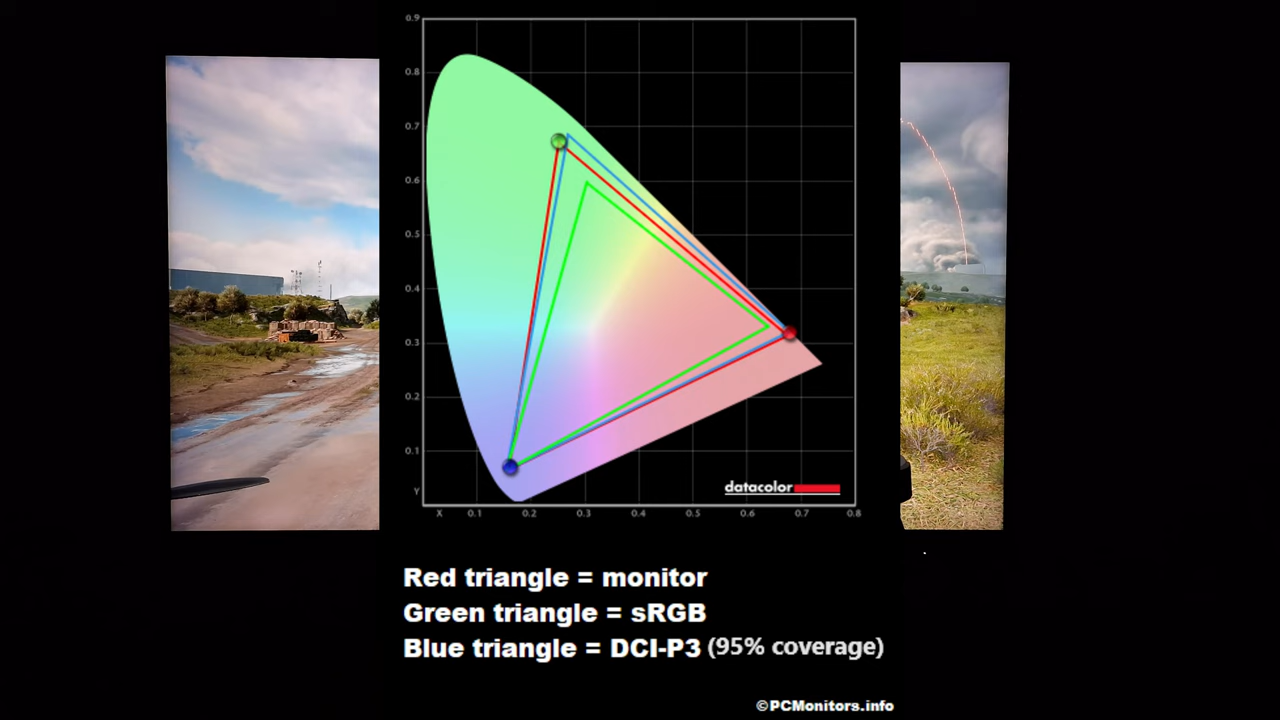 0.9
0.8
0.7
0.6
0.5
0.4
0.3
0.2
0.1
Y
X 0.1 0.2 0.3 0.4 0.5 0.6 0.7 0.8
datacolor
Red triangle = monitor
Green triangle = sRGB
Blue triangle = DCI-P3 (95% coverage)
©PCMonitors.info